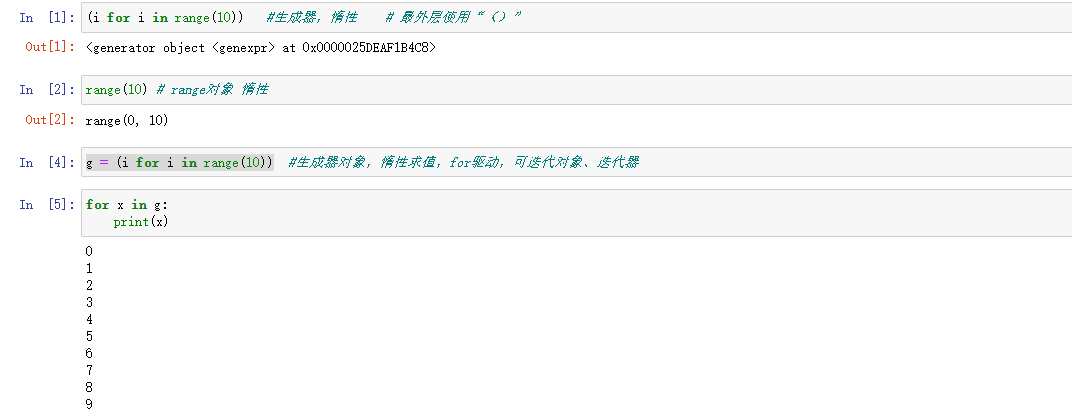 In [1]: (i for i in range(10)) #生成器，惰性 # 最外层使用“（）”
Out[1]: <generator object <genexpr> at 0x0000025DEAF1B4C8>
In [2]: range(10) # range对象 惰性
Out[2]: range(0, 10)
In [4]: g = (i for i in range(10)) #生成器对象，惰性求值，for驱动，可迭代对象、迭代器
In [5]: for x in g:
print(x)
0
1
2
3
4
5
6
7
8
9